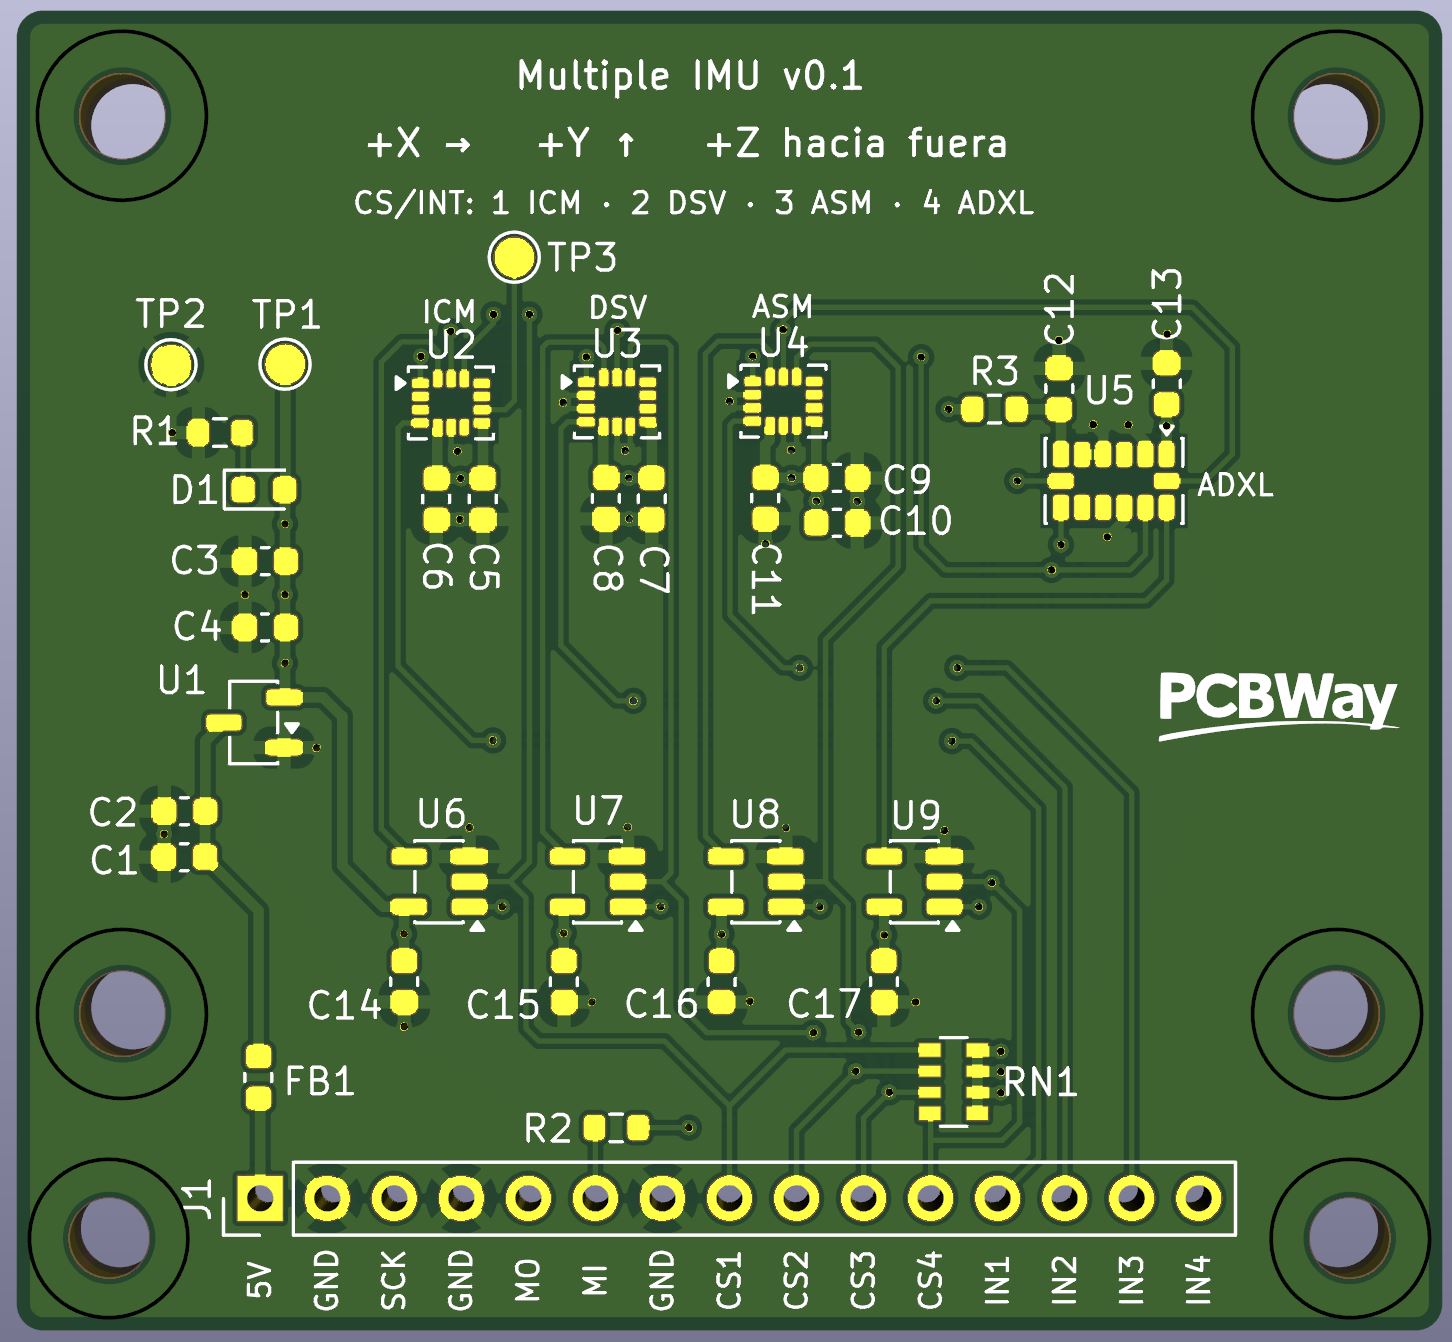 Multiple IMU v0.1
+X → +Y ↑ +Z hacia fuera
CS/INT: 1 ICM · 2 DSV · 3 ASM · 4 ADXL
TP3
TP2 TP1
ICM DSV ASM
U2 U3 U4
C12 C13
R3 U5
R1
D1
ADXL
C9
C10
C3
C6 C5 C8 C7 C11
C4
U1
PCBWay
C2
C1
U6 U7 U8 U9
C14 C15 C16 C17
FB1
RN1
R2
J1
5V GND SCK GND MO MI GND CS1 CS2 CS3 CS4 IN1 IN2 IN3 IN4